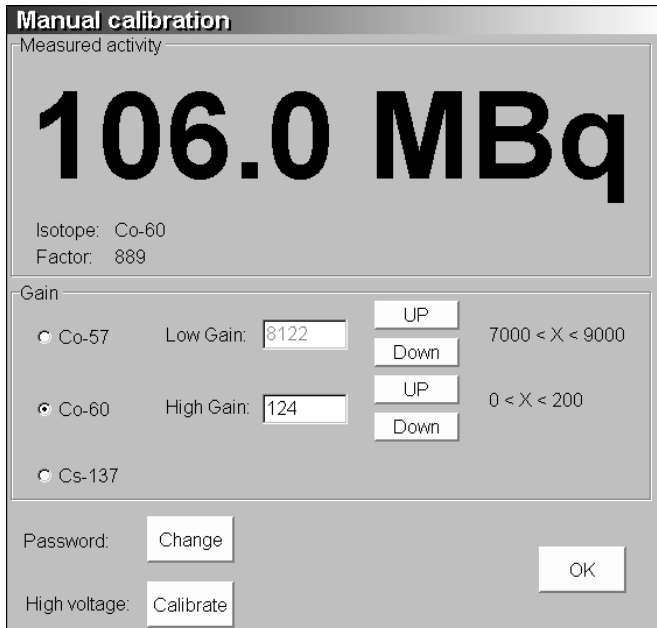 Manual calibration
Measured activity
106.0 MBq
Isotope: Co-60
Factor: 889
Gain
Co-57 Low Gain: 8122 UP 7000 < X < 9000
Down
Co-60 High Gain: 124 UP 0 < X < 200
Down
Cs-137
Password: Change
OK
High voltage: Calibrate